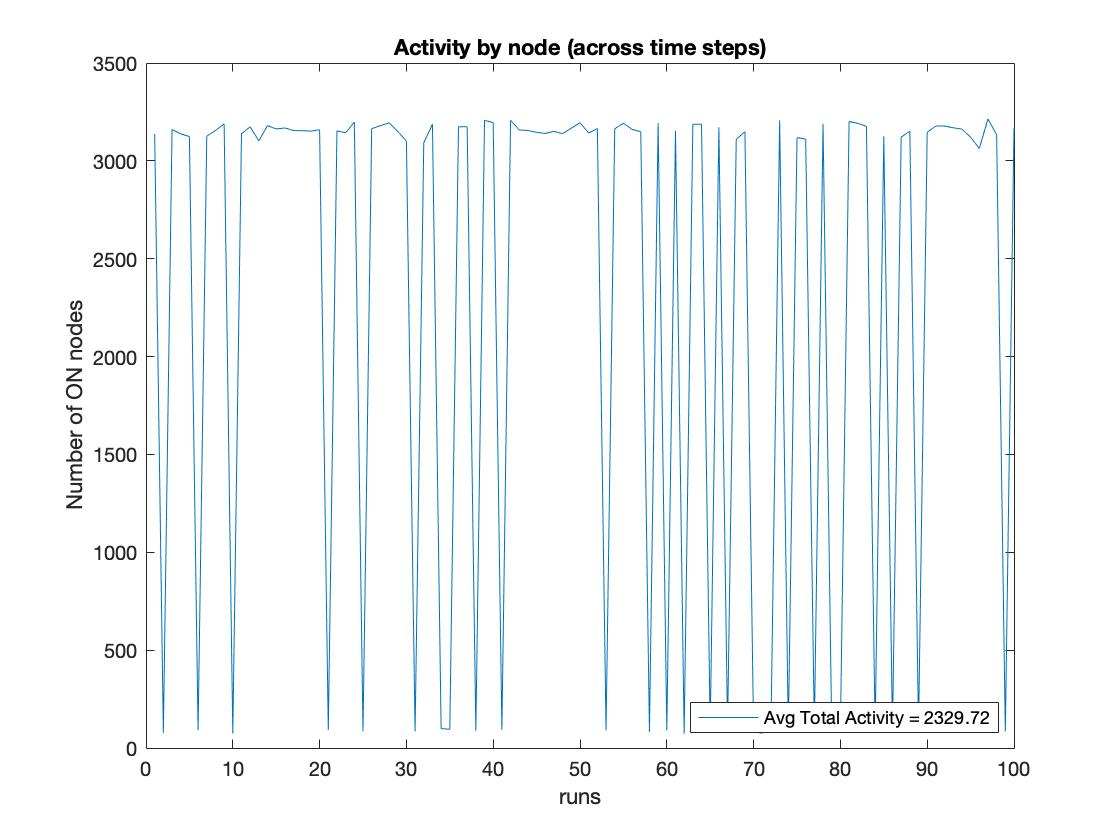 Activity by node (across time steps)
3500
3000
2500
2000
1500
1000
500
0
Number of ON nodes
Avg Total Activity = 2329.72
0 10 20 30 40 50 60 70 80 90 100
runs